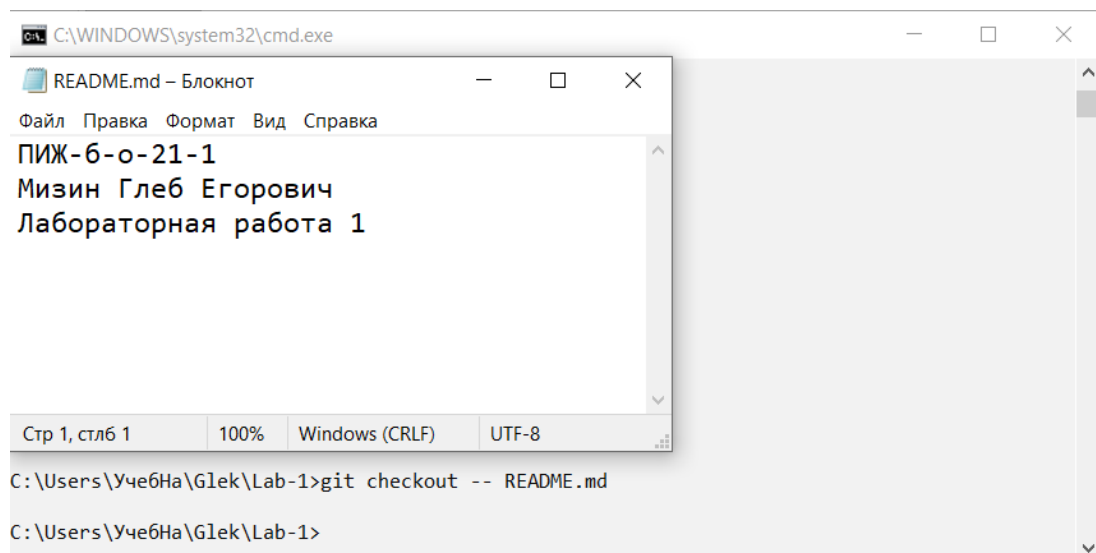 C:\WINDOWS\system32\cmd.exe
README.md – Блокнот
Файл Правка Формат Вид Справка
ПИЖ-б-о-21-1
Мизин Глеб Егорович
Лабораторная работа 1
Стр 1, стлб 1 100% Windows (CRLF) UTF-8
C:\Users\УчебНа\Glek\Lab-1>git checkout -- README.md
C:\Users\УчебНа\Glek\Lab-1>